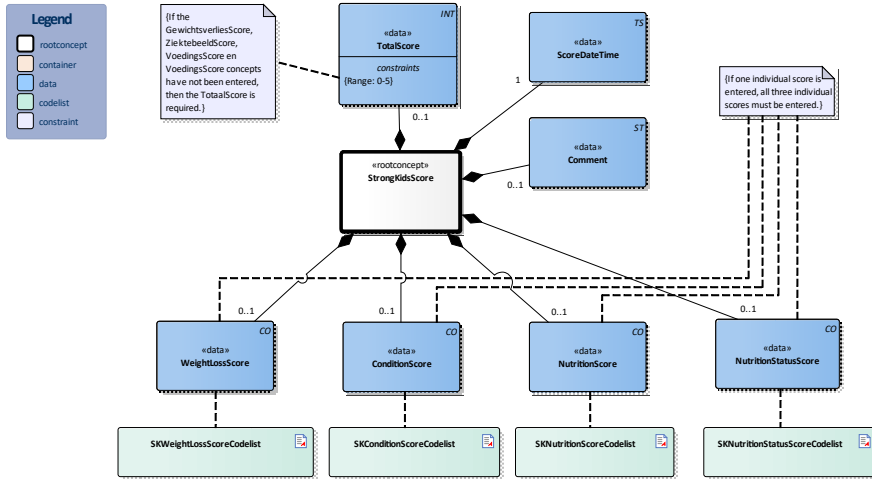 Legend
rootconcept
container
data
codelist
constraint
{If the
GewichtsverliesScore,
ZiektebeeldScore,
VoedingsScore en
VoedingsScore concepts
have not been entered,
then the TotaalScore is
required.}
INT
«data»
TotalScore
constraints
{Range: 0-5}
0..1
TS
«data»
ScoreDateTime
1
{If one individual score is
entered, all three individual
scores must be entered.}
ST
«data»
Comment
0..1
«rootconcept»
StrongKidsScore
0..1
0..1
0..1
0..1
CO
«data»
WeightLossScore
CO
«data»
ConditionScore
CO
«data»
NutritionScore
CO
«data»
NutritionStatusScore
SKWeightLossScoreCodelist
SKConditionScoreCodelist
SKNutritionScoreCodelist
SKNutritionStatusScoreCodelist